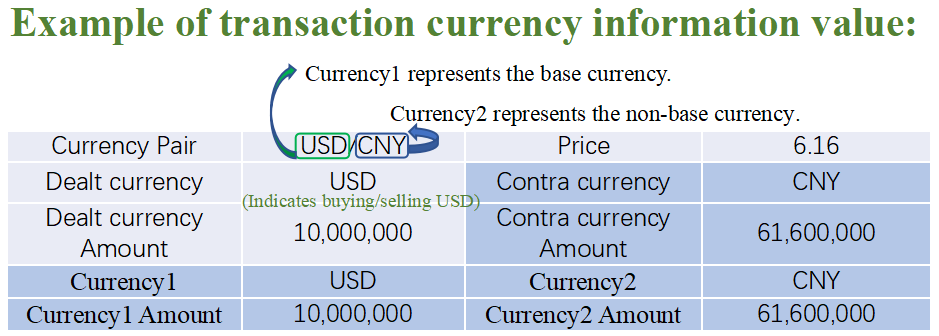 Example of transaction currency information value:
Currency1 represents the base currency.
Currency2 represents the non-base currency.
Currency Pair USD/CNY Price 6.16
Dealt currency USD Contra currency CNY
(Indicates buying/selling USD)
Dealt currency Amount 10,000,000 Contra currency Amount 61,600,000
Currency1 USD Currency2 CNY
Currency1 Amount 10,000,000 Currency2 Amount 61,600,000